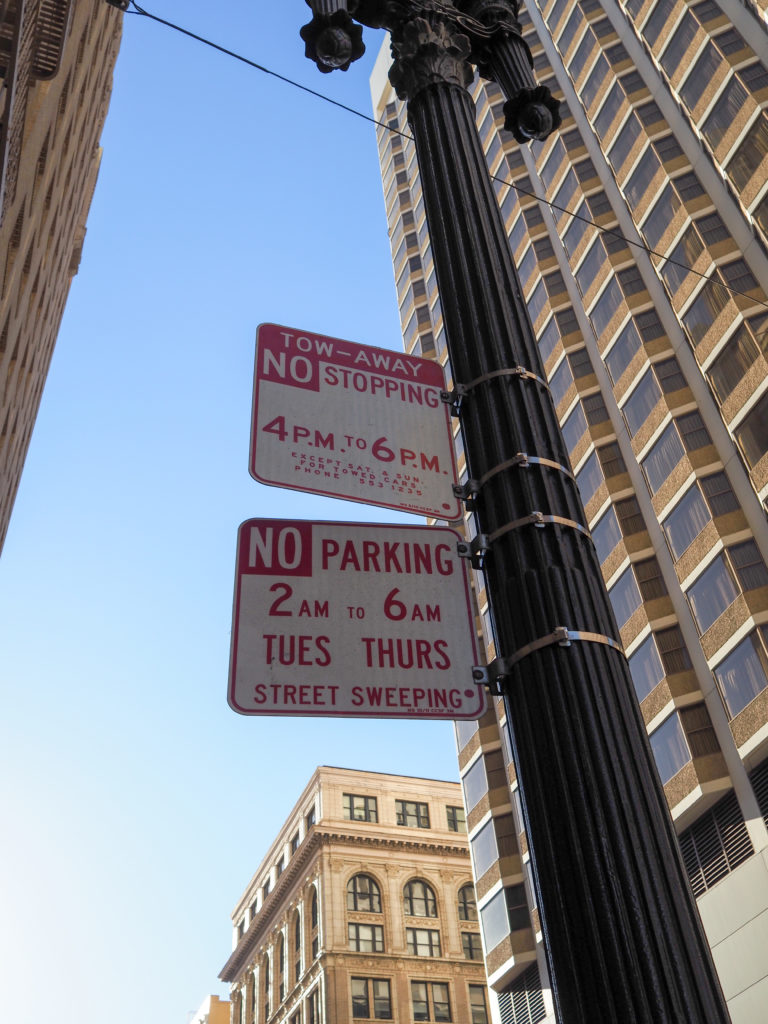 TOW-AWAY
NO STOPPING
4 P.M. TO 6 P.M.
EXCEPT SAT. & SUN.
FOR TOWED CARS
PHONE 553 1235
NO PARKING
2 AM TO 6 AM
TUES THURS
STREET SWEEPING